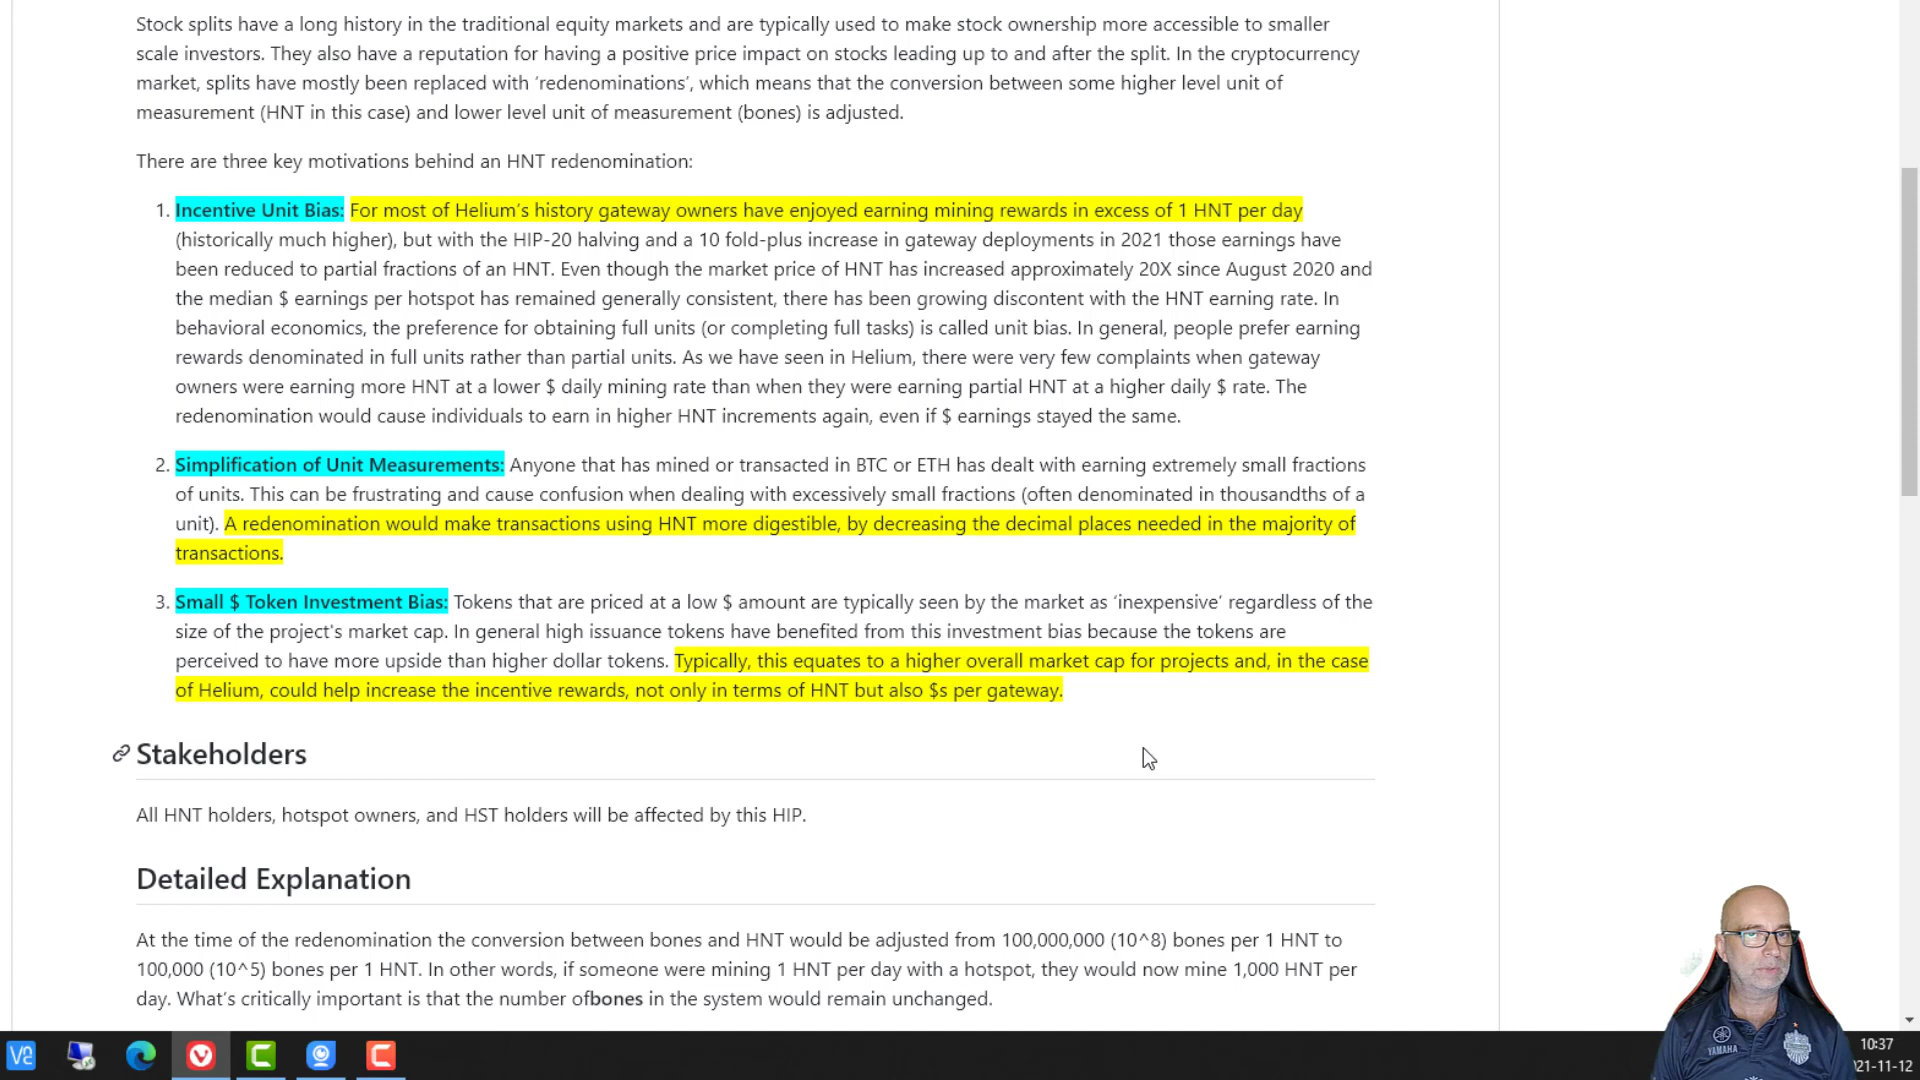 Stock splits have a long history in the traditional equity markets and are typically used to make stock ownership more accessible to smaller
scale investors. They also have a reputation for having a positive price impact on stocks leading up to and after the split. In the cryptocurrency
market, splits have mostly been replaced with ‘redenominations’, which means that the conversion between some higher level unit of
measurement (HNT in this case) and lower level unit of measurement (bones) is adjusted.
There are three key motivations behind an HNT redenomination:
1. Incentive Unit Bias: For most of Helium’s history gateway owners have enjoyed earning mining rewards in excess of 1 HNT per day
(historically much higher), but with the HIP-20 halving and a 10 fold-plus increase in gateway deployments in 2021 those earnings have
been reduced to partial fractions of an HNT. Even though the market price of HNT has increased approximately 20X since August 2020 and
the median $ earnings per hotspot has remained generally consistent, there has been growing discontent with the HNT earning rate. In
behavioral economics, the preference for obtaining full units (or completing full tasks) is called unit bias. In general, people prefer earning
rewards denominated in full units rather than partial units. As we have seen in Helium, there were very few complaints when gateway
owners were earning more HNT at a lower $ daily mining rate than when they were earning partial HNT at a higher daily $ rate. The
redenomination would cause individuals to earn in higher HNT increments again, even if $ earnings stayed the same.
2. Simplification of Unit Measurements: Anyone that has mined or transacted in BTC or ETH has dealt with earning extremely small fractions
of units. This can be frustrating and cause confusion when dealing with excessively small fractions (often denominated in thousandths of a
unit). A redenomination would make transactions using HNT more digestible, by decreasing the decimal places needed in the majority of
transactions.
3. Small $ Token Investment Bias: Tokens that are priced at a low $ amount are typically seen by the market as ‘inexpensive’ regardless of the
size of the project's market cap. In general high issuance tokens have benefited from this investment bias because the tokens are
perceived to have more upside than higher dollar tokens. Typically, this equates to a higher overall market cap for projects and, in the case
of Helium, could help increase the incentive rewards, not only in terms of HNT but also $s per gateway.
Stakeholders
All HNT holders, hotspot owners, and HST holders will be affected by this HIP.
Detailed Explanation
At the time of the redenomination the conversion between bones and HNT would be adjusted from 100,000,000 (10^8) bones per 1 HNT to
100,000 (10^5) bones per 1 HNT. In other words, if someone were mining 1 HNT per day with a hotspot, they would now mine 1,000 HNT per
day. What’s critically important is that the number ofbones in the system would remain unchanged.
YAMAHA
10:37
21-11-12